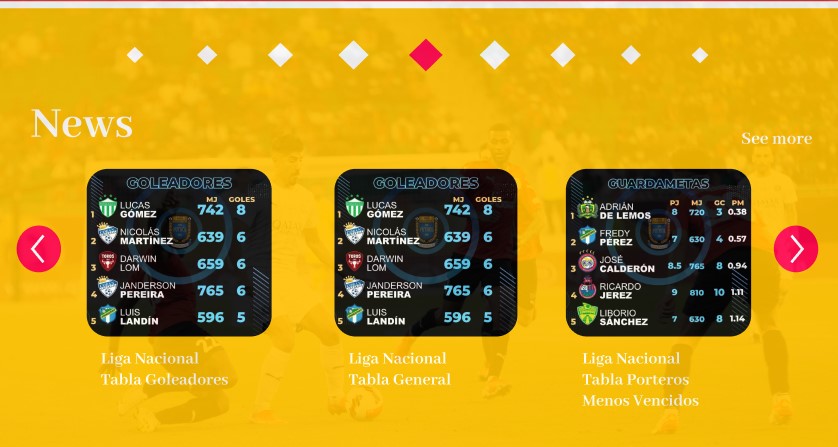 News
See more
GOLEADORES
MJ GOLES
1 LUCAS GÓMEZ 742 8
2 NICOLÁS MARTÍNEZ 639 6
3 DARWIN LOM 659 6
4 JANDERSON PEREIRA 765 6
5 LUIS LANDÍN 596 5
Liga Nacional
Tabla Goleadores
GOLEADORES
MJ GOLES
1 LUCAS GÓMEZ 742 8
2 NICOLÁS MARTÍNEZ 639 6
3 DARWIN LOM 659 6
4 JANDERSON PEREIRA 765 6
5 LUIS LANDÍN 596 5
Liga Nacional
Tabla General
GUARDAMETAS
PJ MJ GC PM
1 ADRIÁN DE LEMOS 8 720 3 0.38
2 FREDY PÉREZ 7 630 4 0.57
3 JOSÉ CALDERÓN 8.5 765 8 0.94
4 RICARDO JEREZ 9 810 10 1.11
5 LIBORIO SÁNCHEZ 7 630 8 1.14
Liga Nacional
Tabla Porteros
Menos Vencidos